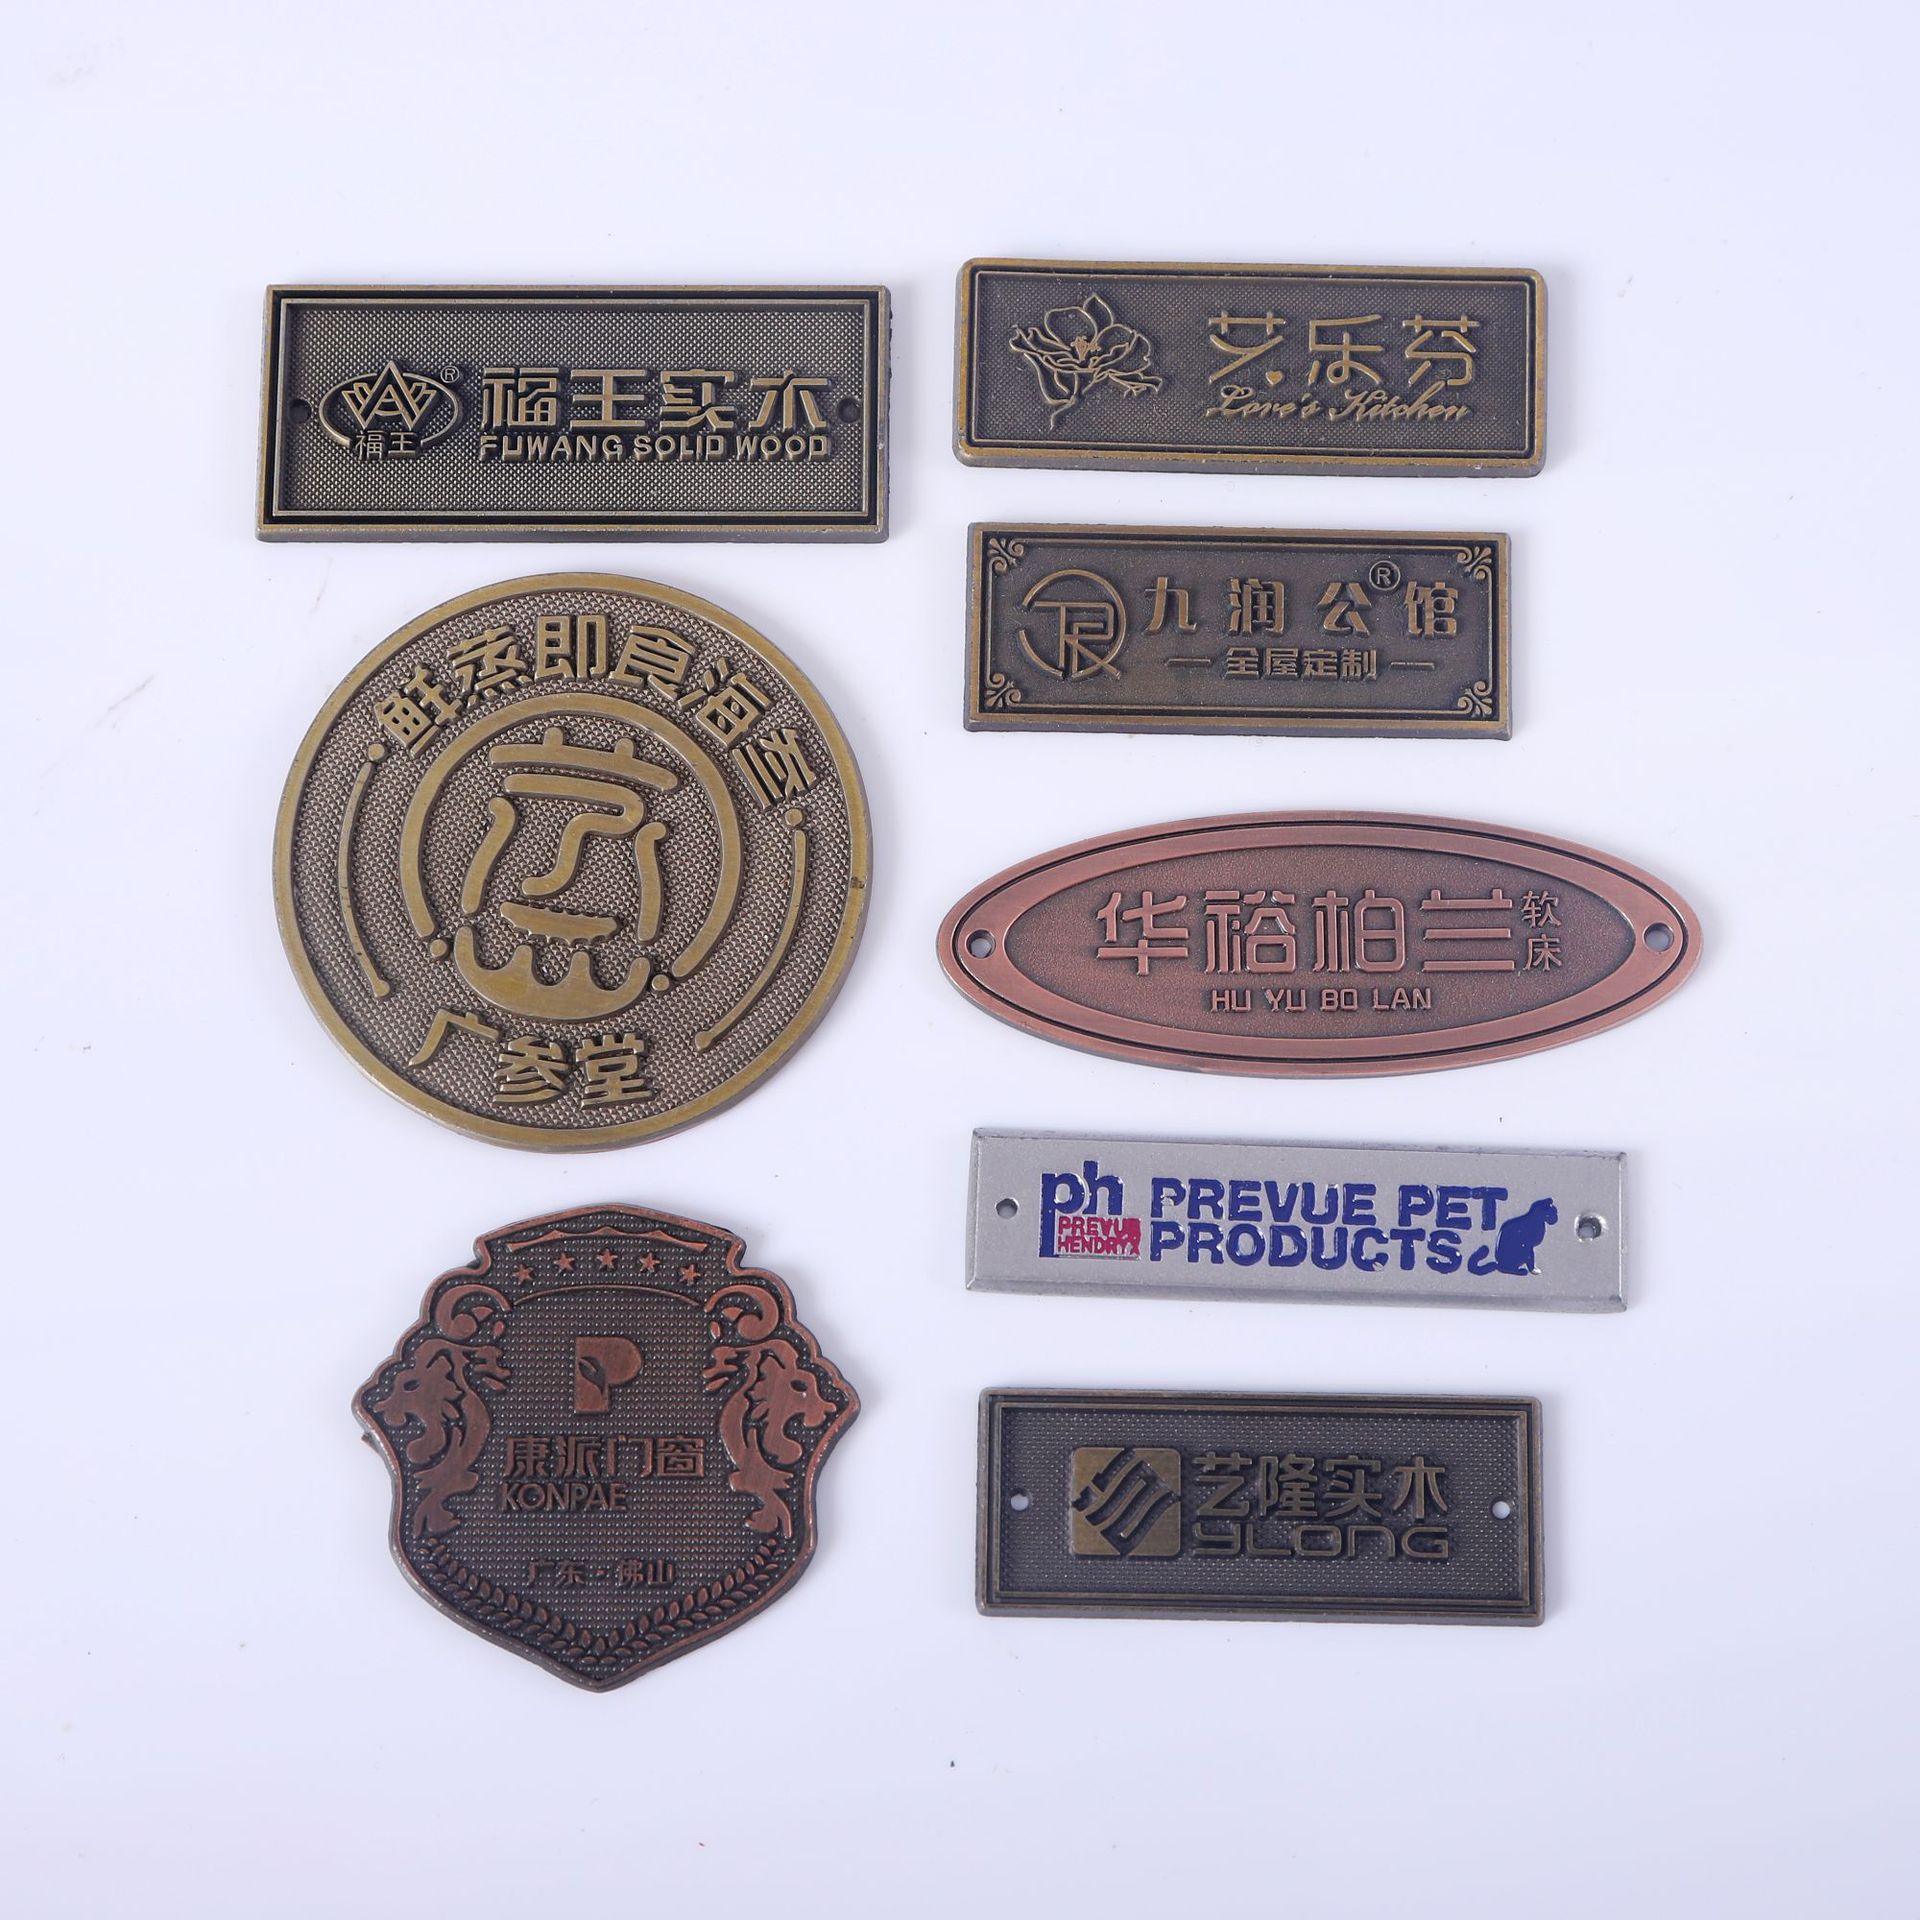 福王
®
福王实木
FUWANG SOLID WOOD
艺乐芬
Love's Kitchen
九润公®馆
全屋定制
鲜蒸即食海参
广参堂
华裕柏兰
软床
HU YU BO LAN
ph
PREVUE
HENDRYX
PREVUE PET
PRODUCTS
P
康派门窗
KONPAE
广东·佛山
艺隆实木
YLONG